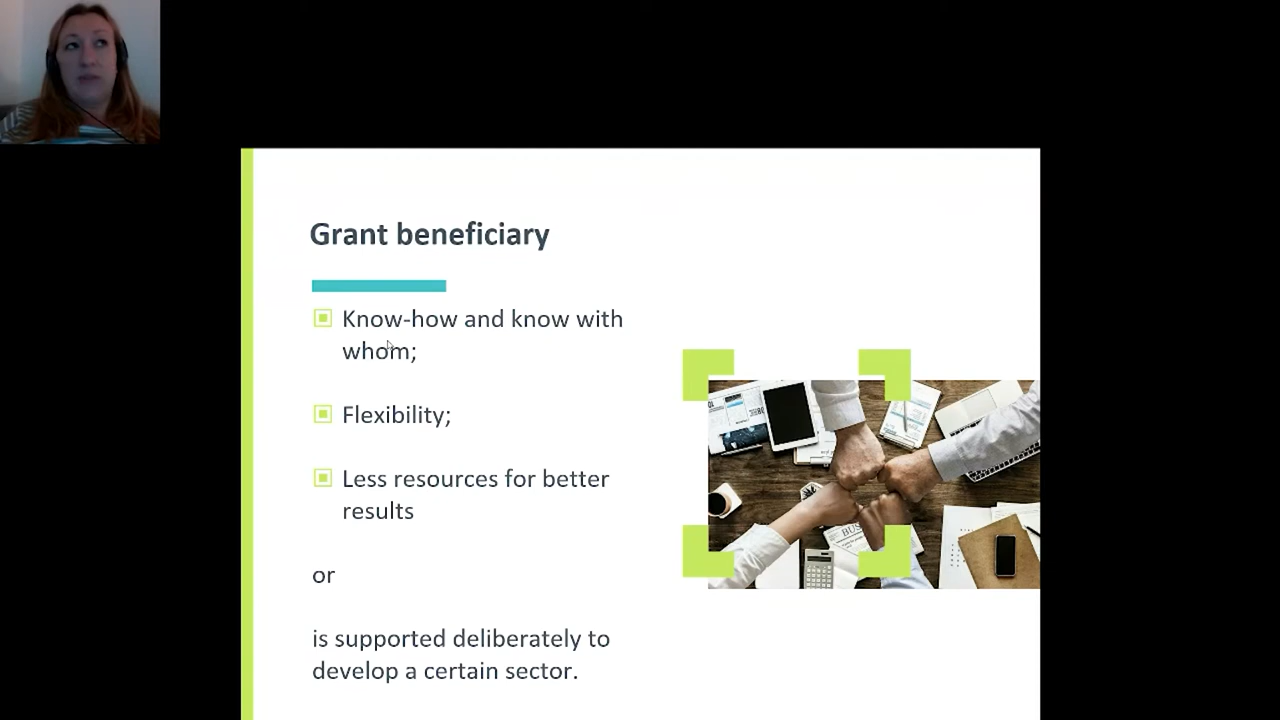 Grant beneficiary
Know-how and know with
whom;
Flexibility;
Less resources for better
results
or
is supported deliberately to
develop a certain sector.